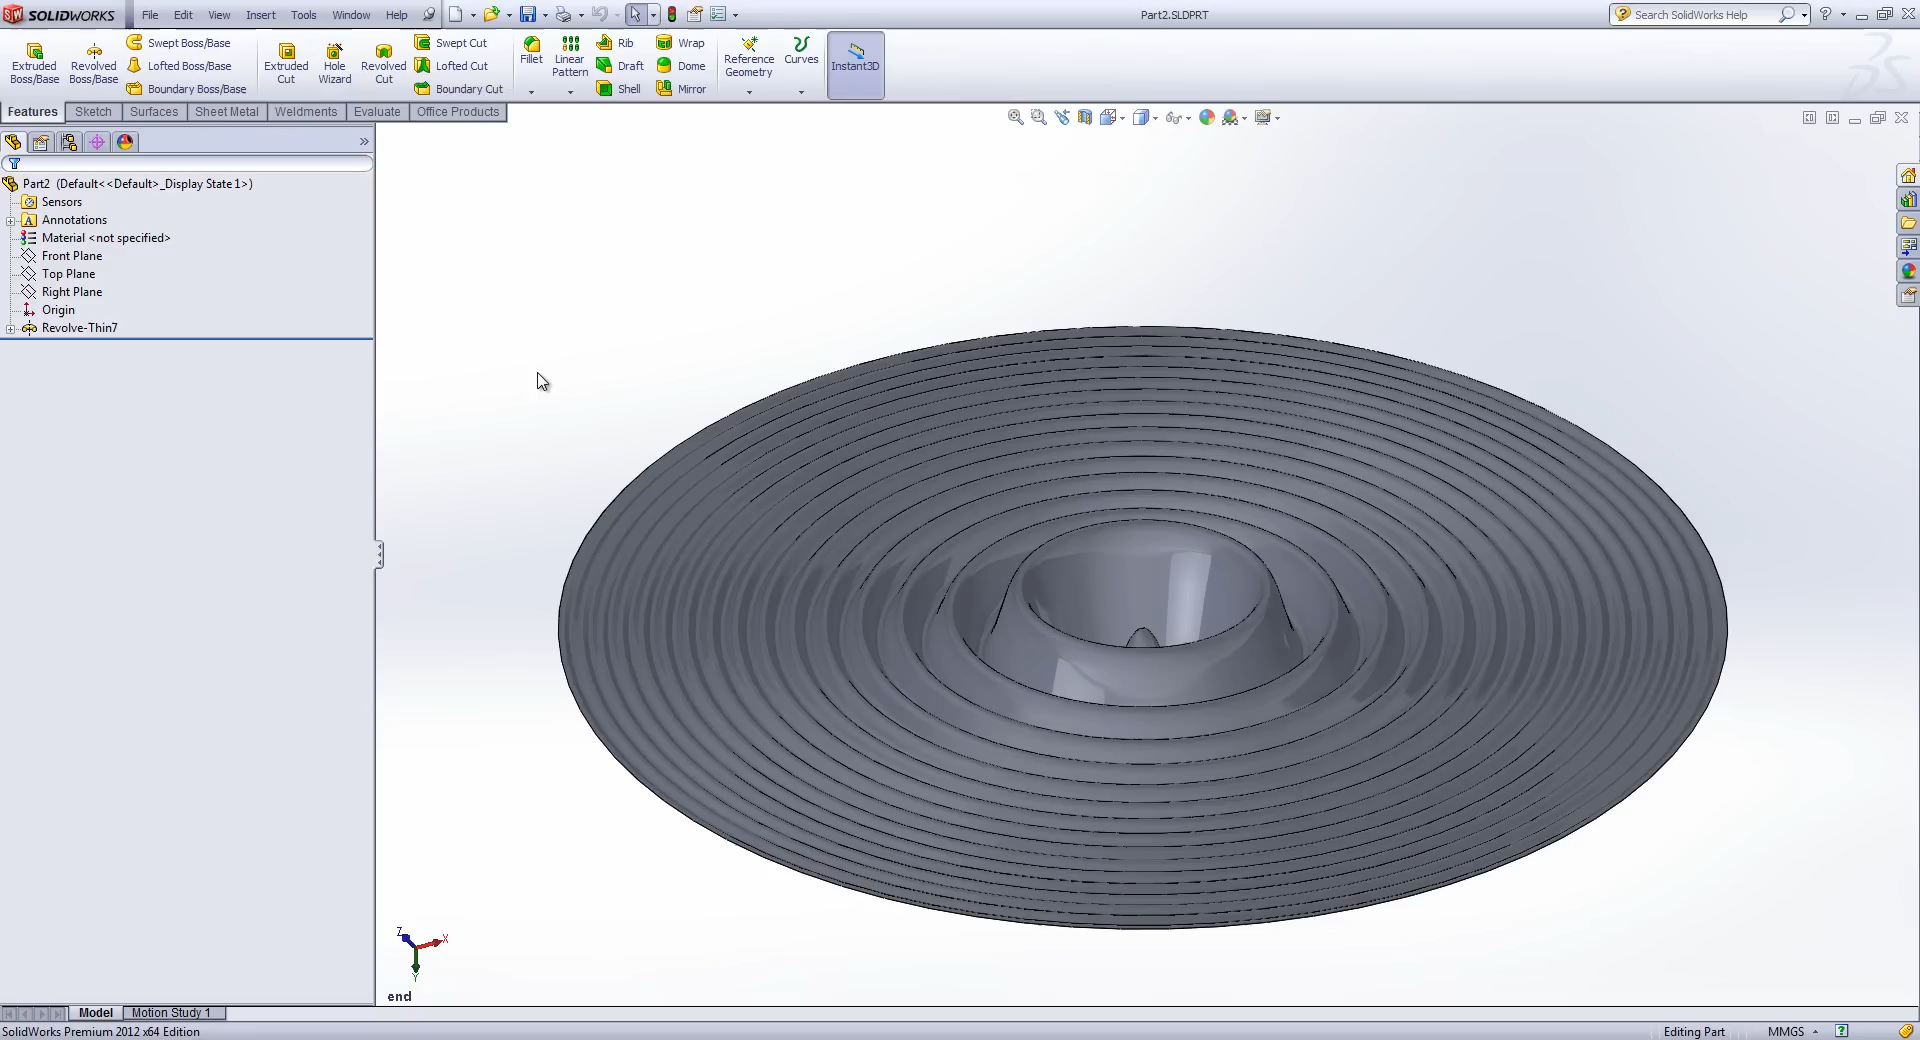 SOLIDWORKS File Edit View Insert Tools Window Help Part2.SLDPRT Search SolidWorks Help
Extruded Boss/Base
Revolved Boss/Base
Swept Boss/Base
Lofted Boss/Base
Boundary Boss/Base
Extruded Cut
Hole Wizard
Revolved Cut
Swept Cut
Lofted Cut
Boundary Cut
Fillet
Linear Pattern
Rib
Draft
Shell
Wrap
Dome
Mirror
Reference Geometry
Curves
Instant3D
Features Sketch Surfaces Sheet Metal Weldments Evaluate Office Products
Part2 (Default<<Default>_Display State 1>)
Sensors
Annotations
Material <not specified>
Front Plane
Top Plane
Right Plane
Origin
Revolve-Thin7
Z X
Y
end
Model Motion Study 1
SolidWorks Premium 2012 x64 Edition Editing Part MMGS